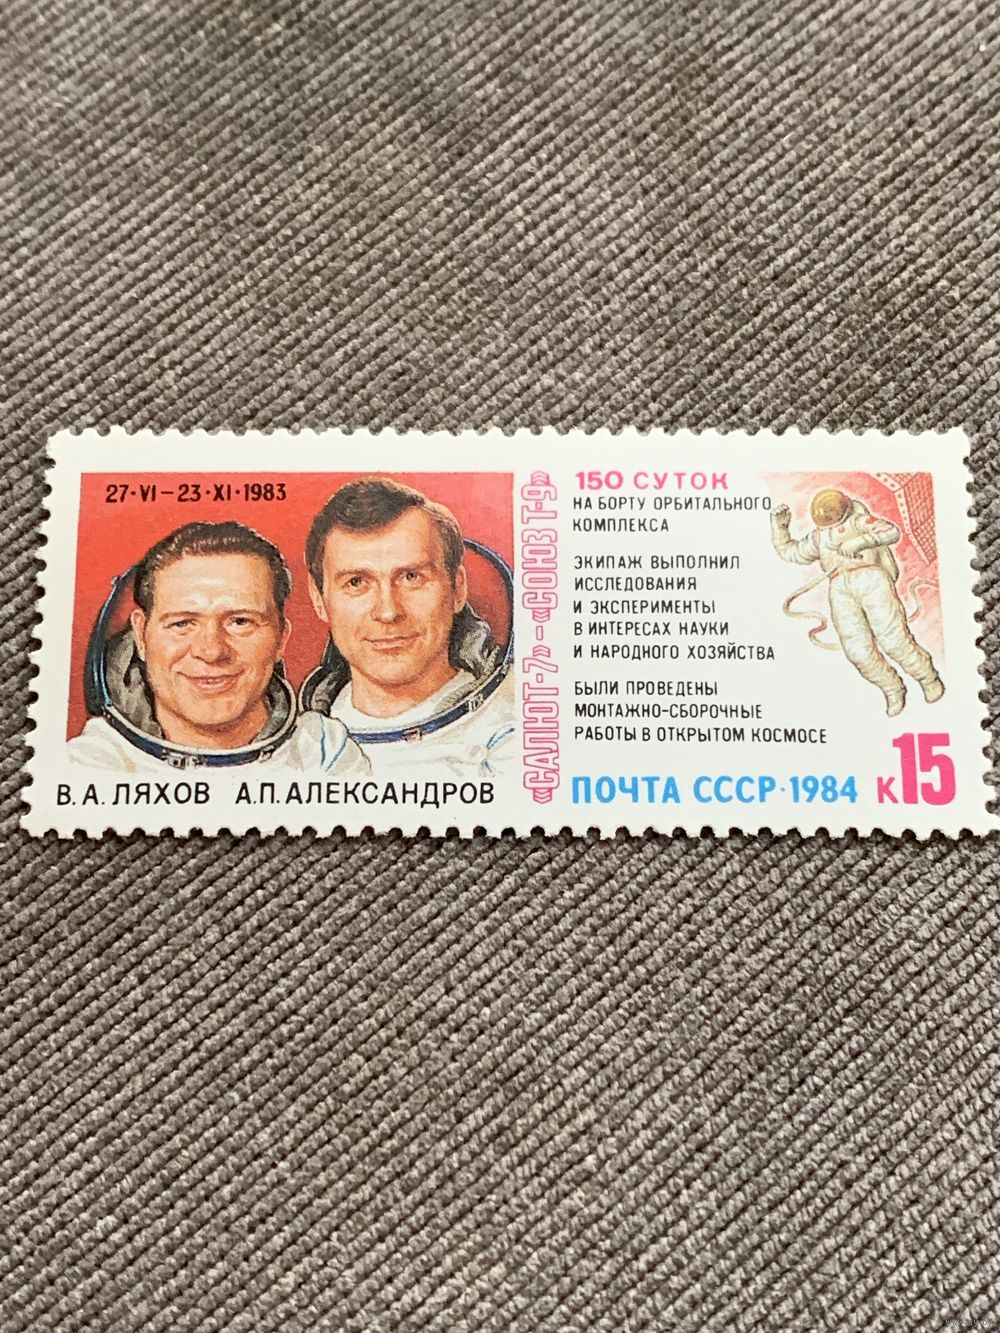 27·VI–23·XI·1983
В.А.ЛЯХОВ А.П.АЛЕКСАНДРОВ
«САЛЮТ-7»–«СОЮЗ Т-9»
150 СУТОК
НА БОРТУ ОРБИТАЛЬНОГО
КОМПЛЕКСА
ЭКИПАЖ ВЫПОЛНИЛ
ИССЛЕДОВАНИЯ
И ЭКСПЕРИМЕНТЫ
В ИНТЕРЕСАХ НАУКИ
И НАРОДНОГО ХОЗЯЙСТВА
БЫЛИ ПРОВЕДЕНЫ
МОНТАЖНО-СБОРОЧНЫЕ
РАБОТЫ В ОТКРЫТОМ КОСМОСЕ
ПОЧТА СССР·1984 К15